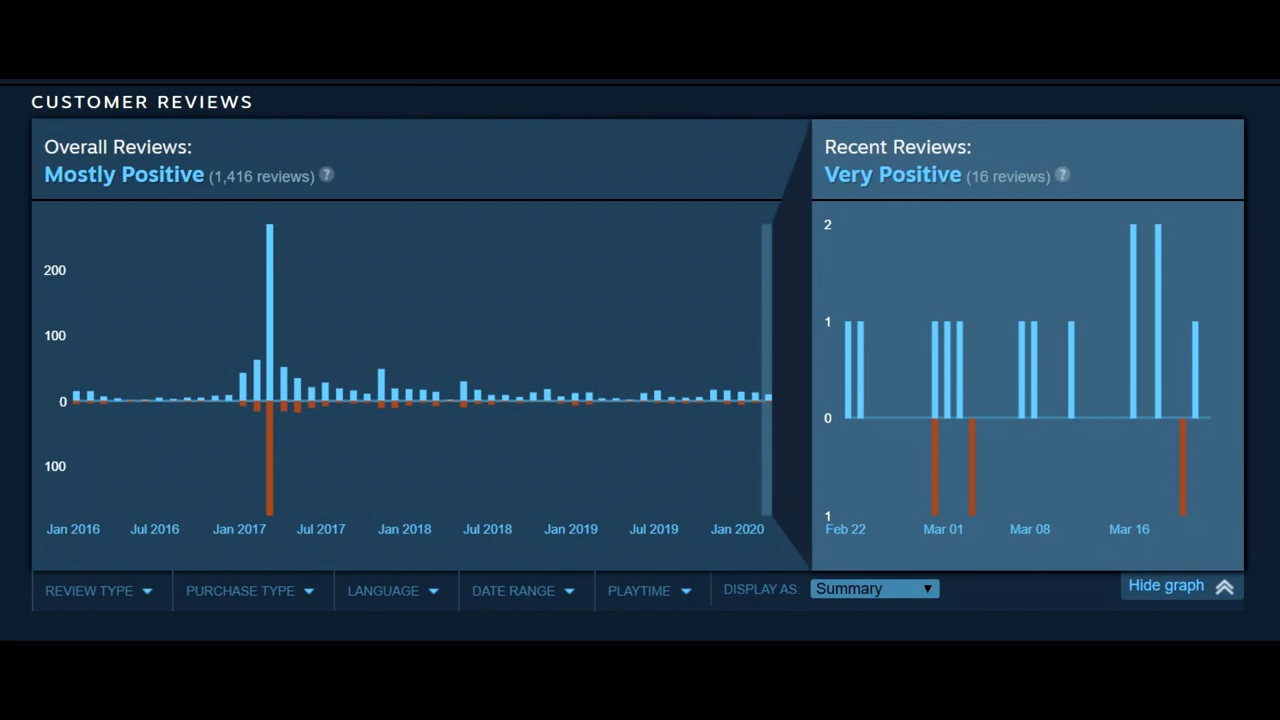 CUSTOMER REVIEWS
Overall Reviews:
Mostly Positive (1,416 reviews) ?
200
100
0
100
Jan 2016 Jul 2016 Jan 2017 Jul 2017 Jan 2018 Jul 2018 Jan 2019 Jul 2019 Jan 2020
Recent Reviews:
Very Positive (16 reviews) ?
2
1
0
1
Feb 22 Mar 01 Mar 08 Mar 16
REVIEW TYPE PURCHASE TYPE LANGUAGE DATE RANGE PLAYTIME DISPLAY AS: Summary Hide graph